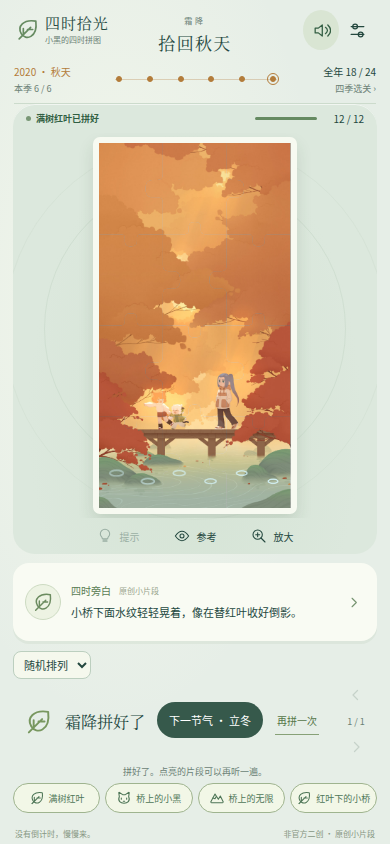 四时拾光
小黑的四时拼图
霜降
拾回秋天
2020 · 秋天
本季 6 / 6
全年 18 / 24
四季选关 ›
满树红叶已拼好
12 / 12
提示
参考
放大
四时旁白 原创小片段
小桥下面水纹轻轻晃着，像在替红叶收好倒影。
随机排列
霜降拼好了
下一节气 · 立冬
再拼一次
1 / 1
拼好了。点亮的片段可以再听一遍。
满树红叶
桥上的小黑
桥上的无限
红叶下的小桥
没有倒计时，慢慢来。
非官方二创 · 原创小片段